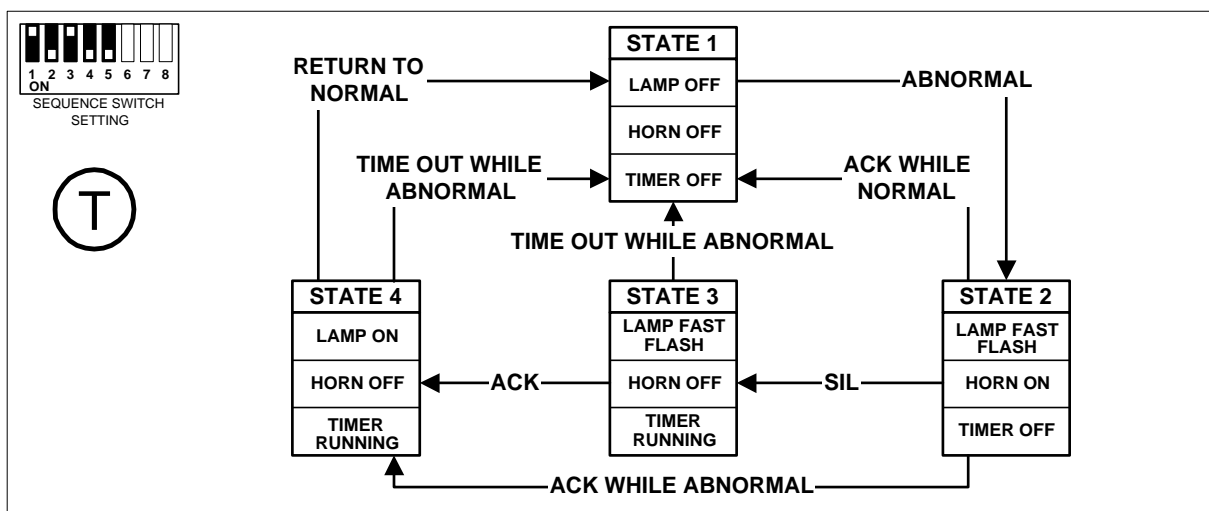 1 2 3 4 5 6 7 8
ON
SEQUENCE SWITCH
SETTING
T
STATE 1
LAMP OFF
HORN OFF
TIMER OFF
RETURN TO
NORMAL
ABNORMAL
TIME OUT WHILE
ABNORMAL
ACK WHILE
NORMAL
TIME OUT WHILE ABNORMAL
STATE 4
LAMP ON
HORN OFF
TIMER
RUNNING
ACK
STATE 3
LAMP FAST
FLASH
HORN OFF
TIMER
RUNNING
SIL
STATE 2
LAMP FAST
FLASH
HORN ON
TIMER OFF
ACK WHILE ABNORMAL